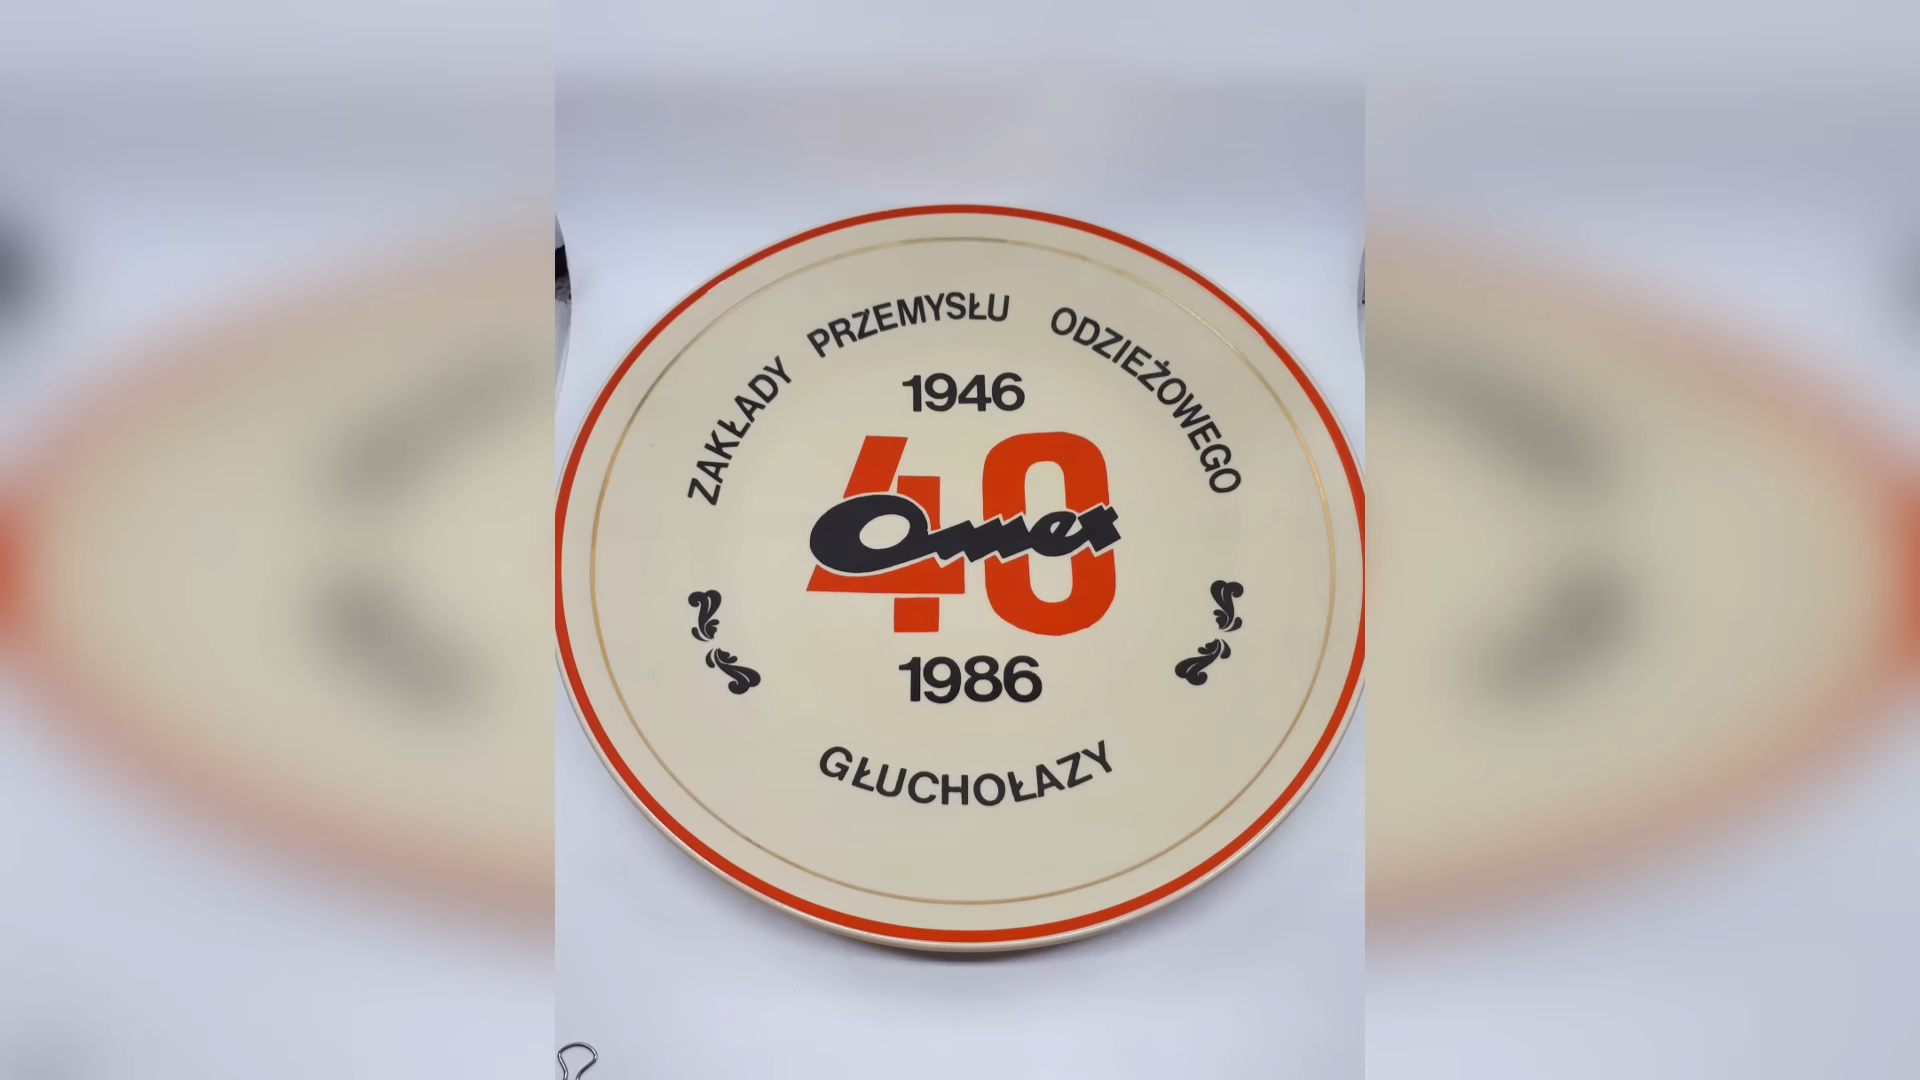 ZAKŁADY PRZEMYSŁU ODZIEŻOWEGO
1946
40
Omex
1986
GŁUCHOŁAZY